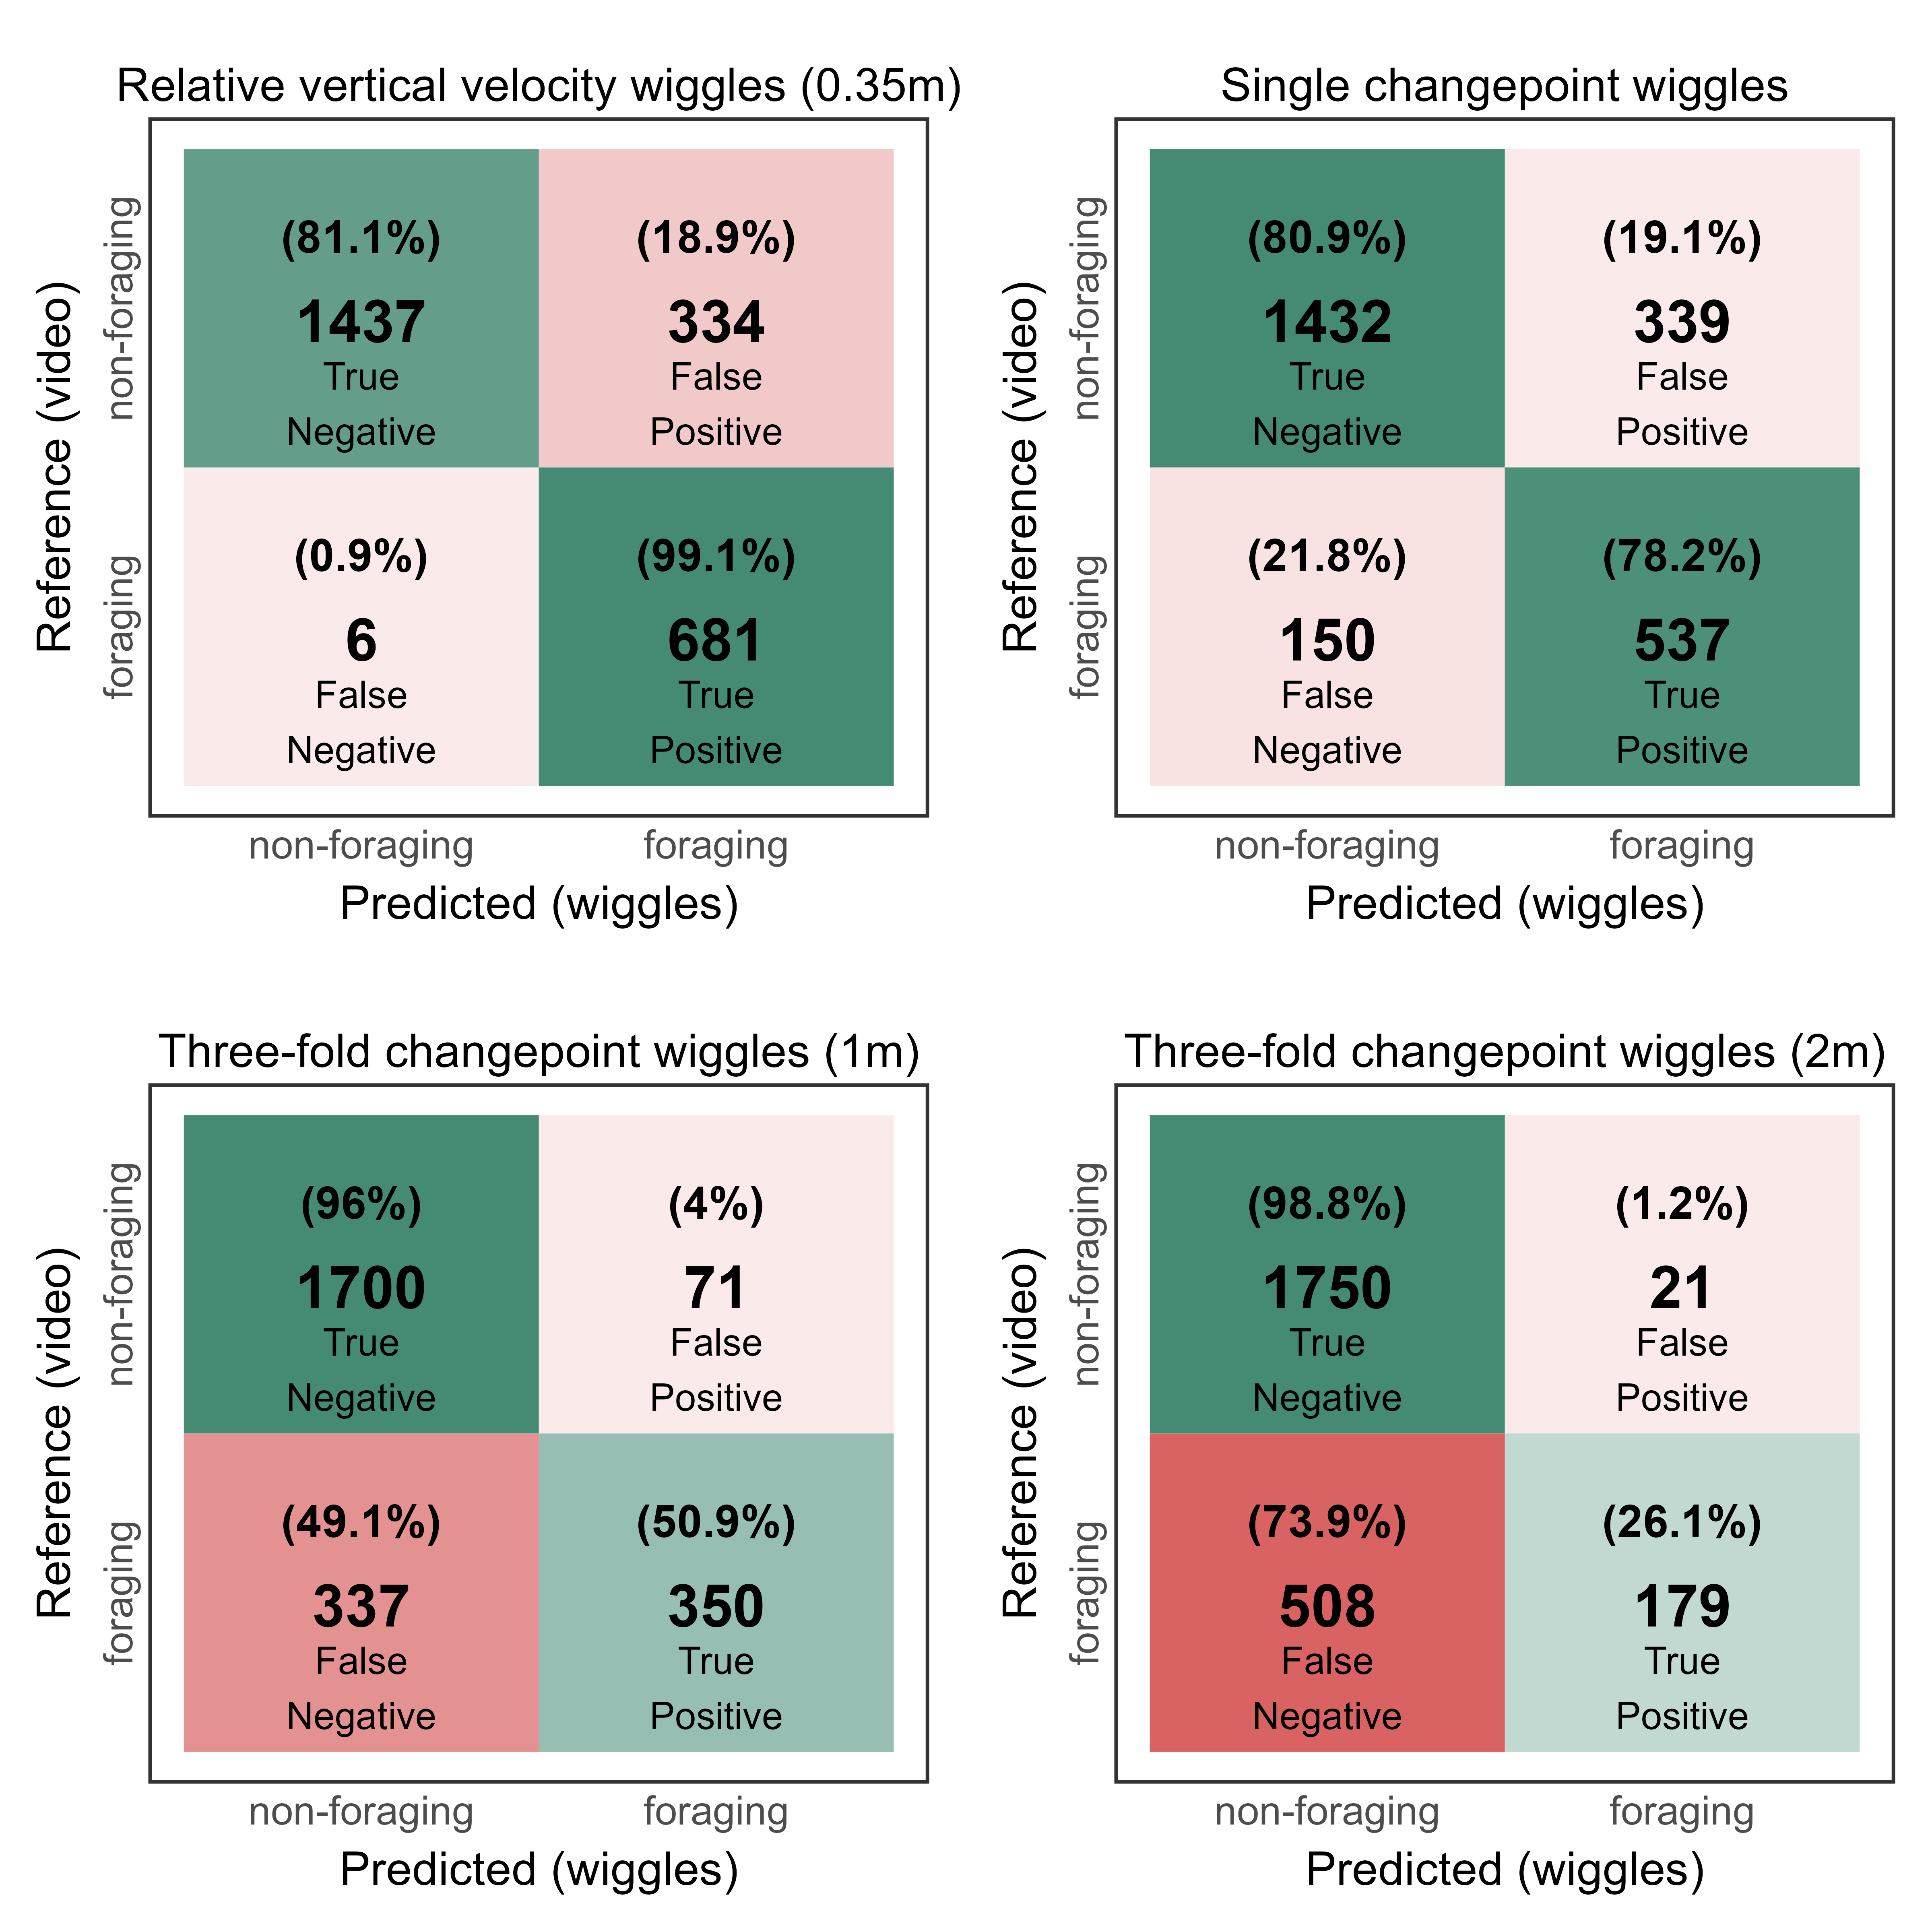 Relative vertical velocity wiggles (0.35m)
Reference (video)
non-foraging
foraging
(81.1%)
1437
True
Negative
(18.9%)
334
False
Positive
(0.9%)
6
False
Negative
(99.1%)
681
True
Positive
non-foraging
foraging
Predicted (wiggles)
Single changepoint wiggles
Reference (video)
non-foraging
foraging
(80.9%)
1432
True
Negative
(19.1%)
339
False
Positive
(21.8%)
150
False
Negative
(78.2%)
537
True
Positive
non-foraging
foraging
Predicted (wiggles)
Three-fold changepoint wiggles (1m)
Reference (video)
non-foraging
foraging
(96%)
1700
True
Negative
(4%)
71
False
Positive
(49.1%)
337
False
Negative
(50.9%)
350
True
Positive
non-foraging
foraging
Predicted (wiggles)
Three-fold changepoint wiggles (2m)
Reference (video)
non-foraging
foraging
(98.8%)
1750
True
Negative
(1.2%)
21
False
Positive
(73.9%)
508
False
Negative
(26.1%)
179
True
Positive
non-foraging
foraging
Predicted (wiggles)